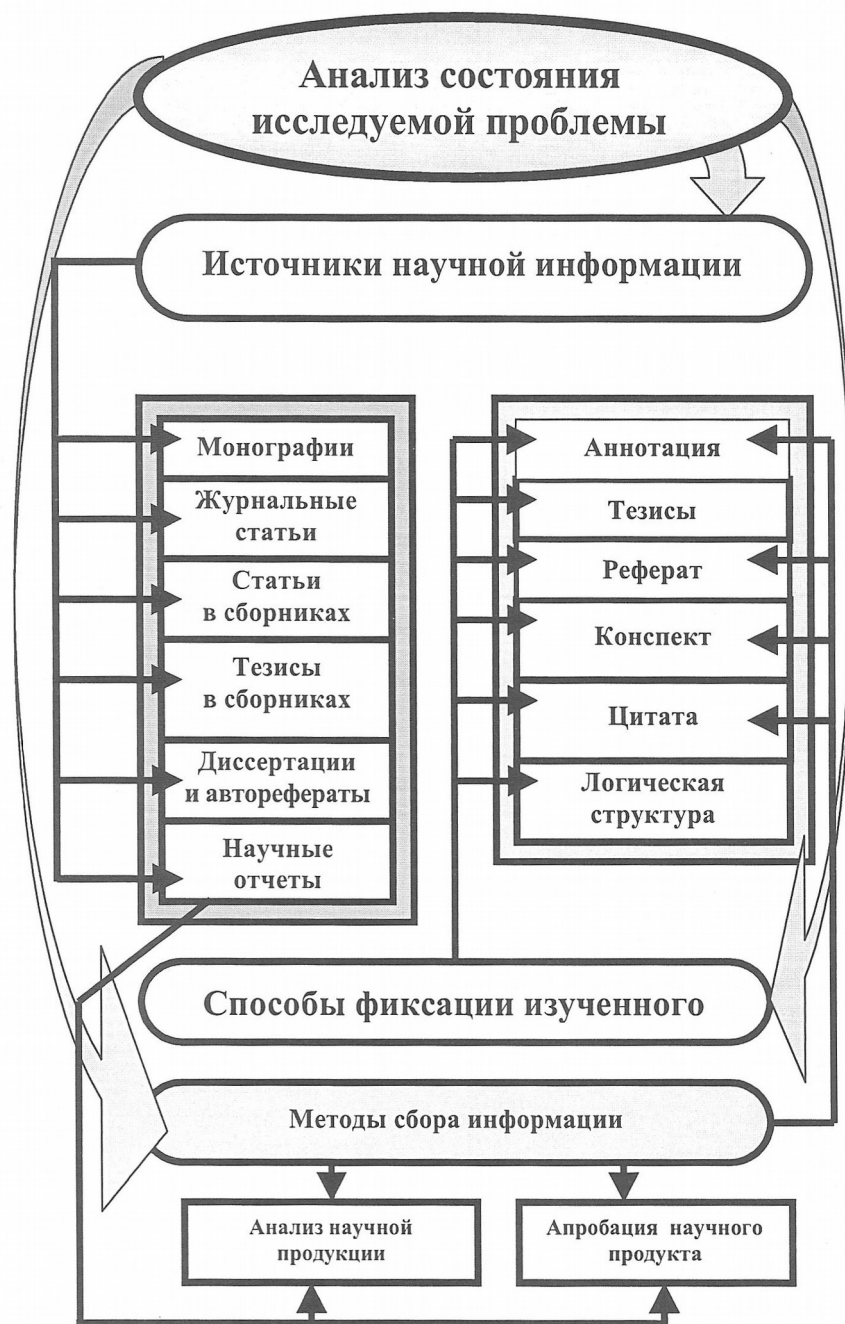 Анализ состояния
исследуемой проблемы
Источники научной информации
Монографии
Журнальные
статьи
Статьи
в сборниках
Тезисы
в сборниках
Диссертации
и авторефераты
Научные
отчеты
Аннотация
Тезисы
Реферат
Конспект
Цитата
Логическая
структура
Способы фиксации изученного
Методы сбора информации
Анализ научной
продукции
Апробация научного
продукта